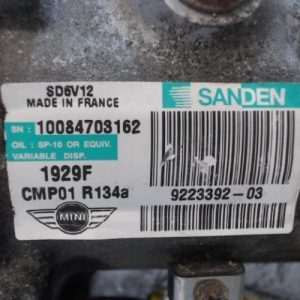 SD6V12
MADE IN FRANCE
SANDEN
SN: 10084703162
OIL: SP-10 OR EQUIV.
VARIABLE DISP.
1929F
CMP01 R134a
9223392-03
MINI